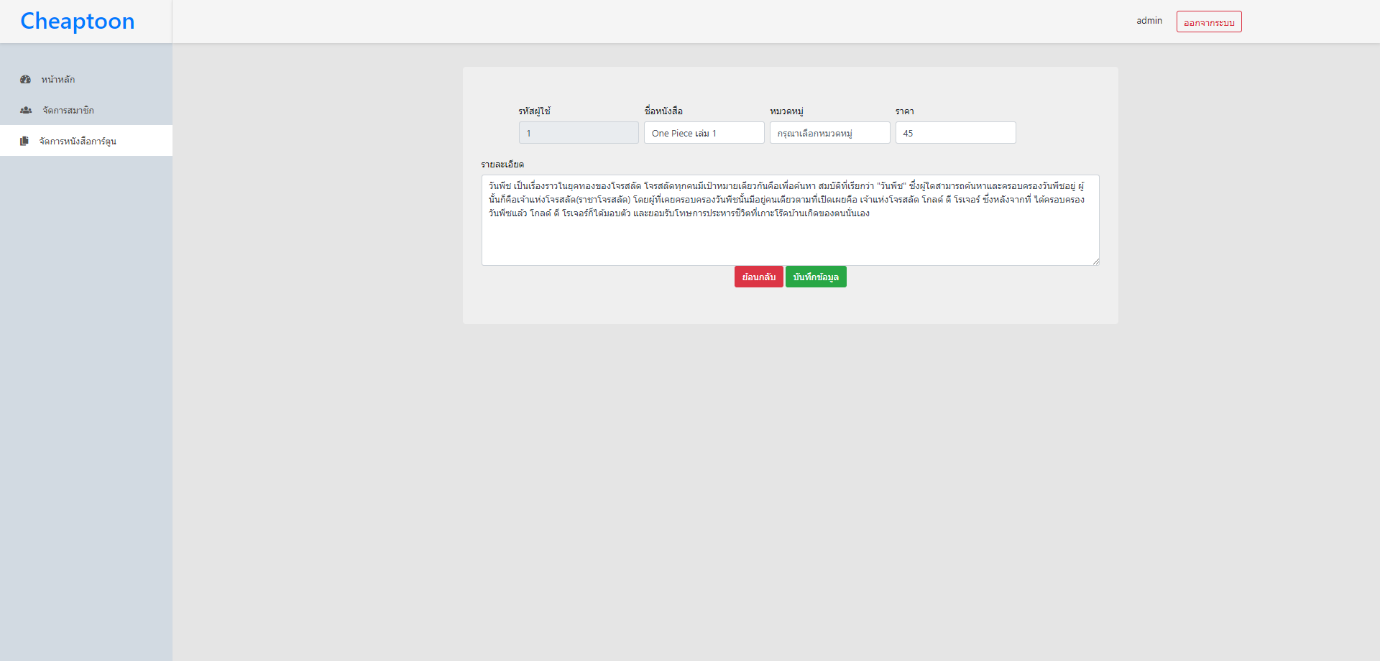 Cheaptoon
admin
ออกจากระบบ
หน้าหลัก
จัดการสมาชิก
จัดการหนังสือการ์ตูน
รหัสผู้ใช้
ชื่อหนังสือ
หมวดหมู่
ราคา
1
One Piece เล่ม 1
กรุณาเลือกหมวดหมู่
45
รายละเอียด
วันพีช เป็นเรื่องราวในยุคทองของโจรสลัด โจรสลัดทุกคนมีเป้าหมายเดียวกันคือเพื่อค้นหา สมบัติที่เรียกว่า "วันพีช" ซึ่งผู้ใดสามารถค้นหาและครอบครองวันพีชอยู่ ผู้
นั้นก็คือเจ้าแห่งโจรสลัด(ราชาโจรสลัด) โดยผู้ที่เคยครอบครองวันพีชนั้นมีอยู่คนเดียวตามที่เปิดเผยคือ เจ้าแห่งโจรสลัด โกลด์ ดี โรเจอร์ ซึ่งหลังจากที่ ได้ครอบครอง
วันพีชแล้ว โกลด์ ดี โรเจอร์ก็ได้มอบตัว และยอมรับโทษการประหารชีวิตที่เกาะโร๊คบ้านเกิดของตนนั่นเอง
ย้อนกลับ
บันทึกข้อมูล